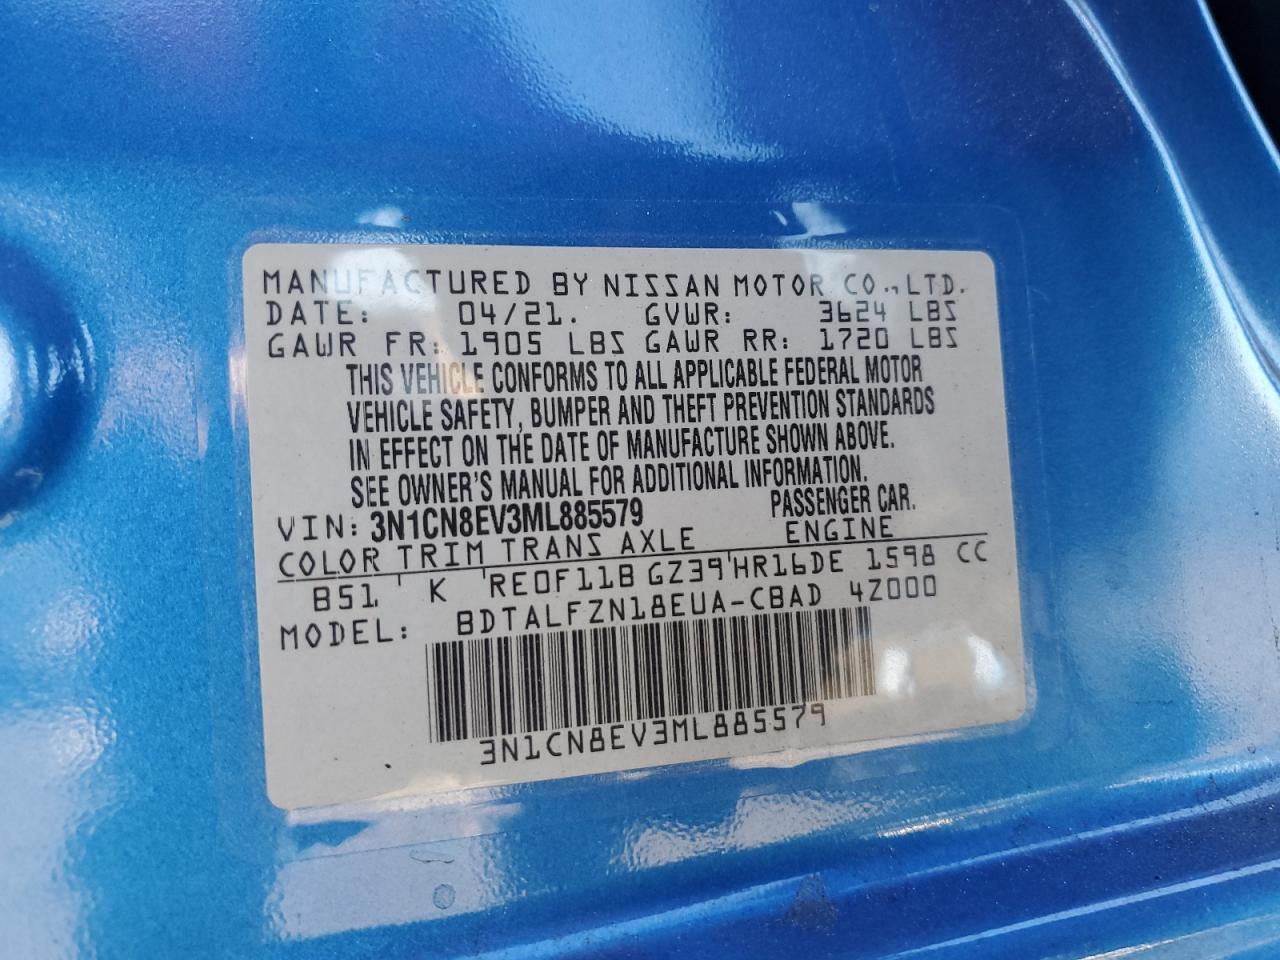 MANUFACTURED BY NISSAN MOTOR CO., LTD.
DATE: 04/21. GVWR: 3624 LBS
GAWR FR: 1905 LBS GAWR RR: 1720 LBS
THIS VEHICLE CONFORMS TO ALL APPLICABLE FEDERAL MOTOR
VEHICLE SAFETY, BUMPER AND THEFT PREVENTION STANDARDS
IN EFFECT ON THE DATE OF MANUFACTURE SHOWN ABOVE.
SEE OWNER'S MANUAL FOR ADDITIONAL INFORMATION.
VIN: 3N1CN8EV3ML885579 PASSENGER CAR.
COLOR TRIM TRANS AXLE ENGINE
B51 K RE0F11B GZ39 HR16DE 1598 CC
MODEL: BDTALFZN18EUA-CBAD 4Z000
3N1CN8EV3ML885579